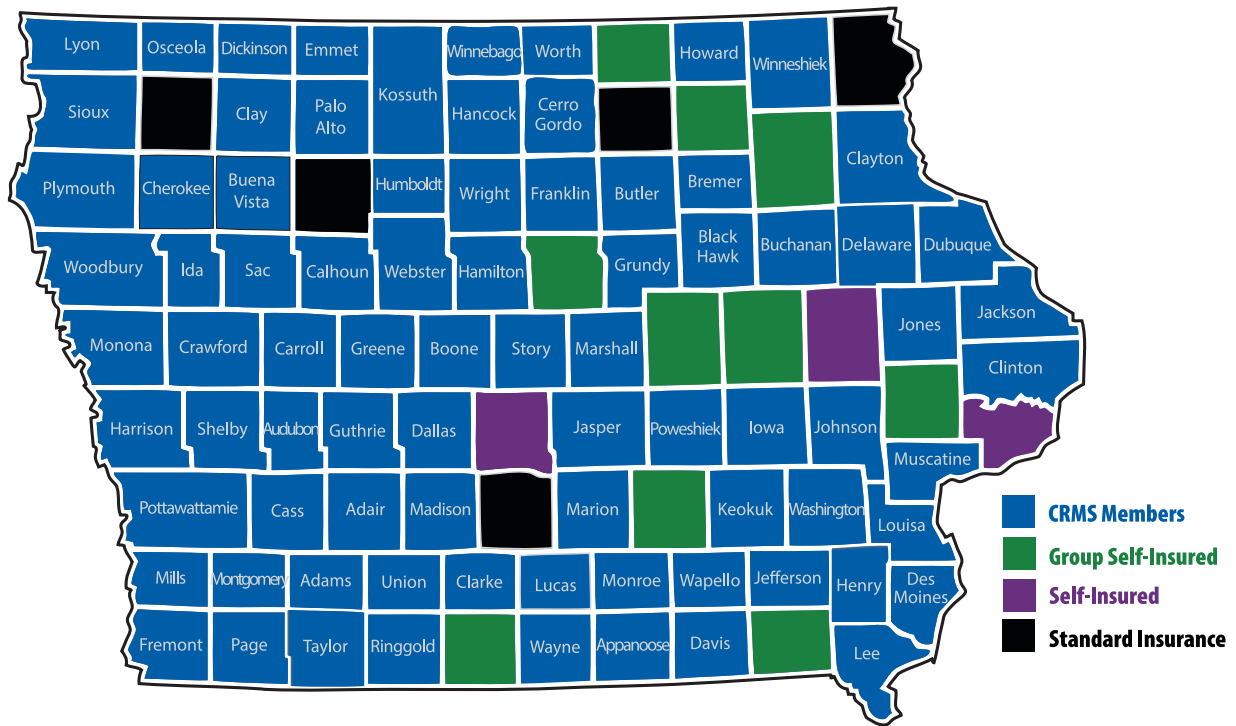 Lyon
Osceola
Dickinson
Emmet
Kossuth
Winnebago
Worth
Howard
Winneshiek
Sioux
Clay
Palo
Alto
Hancock
Cerro
Gordo
Clayton
Plymouth
Cherokee
Buena
Vista
Humboldt
Wright
Franklin
Butler
Bremer
Woodbury
Ida
Sac
Calhoun
Webster
Hamilton
Grundy
Black
Hawk
Buchanan
Delaware
Dubuque
Monona
Crawford
Carroll
Greene
Boone
Story
Marshall
Jones
Jackson
Clinton
Harrison
Shelby
Audubon
Guthrie
Dallas
Jasper
Poweshiek
Iowa
Johnson
Muscatine
Pottawattamie
Cass
Adair
Madison
Marion
Keokuk
Washington
Louisa
Mills
Montgomery
Adams
Union
Clarke
Lucas
Monroe
Wapello
Jefferson
Henry
Des
Moines
Fremont
Page
Taylor
Ringgold
Wayne
Appanoose
Davis
Lee
CRMS Members
Group Self-Insured
Self-Insured
Standard Insurance